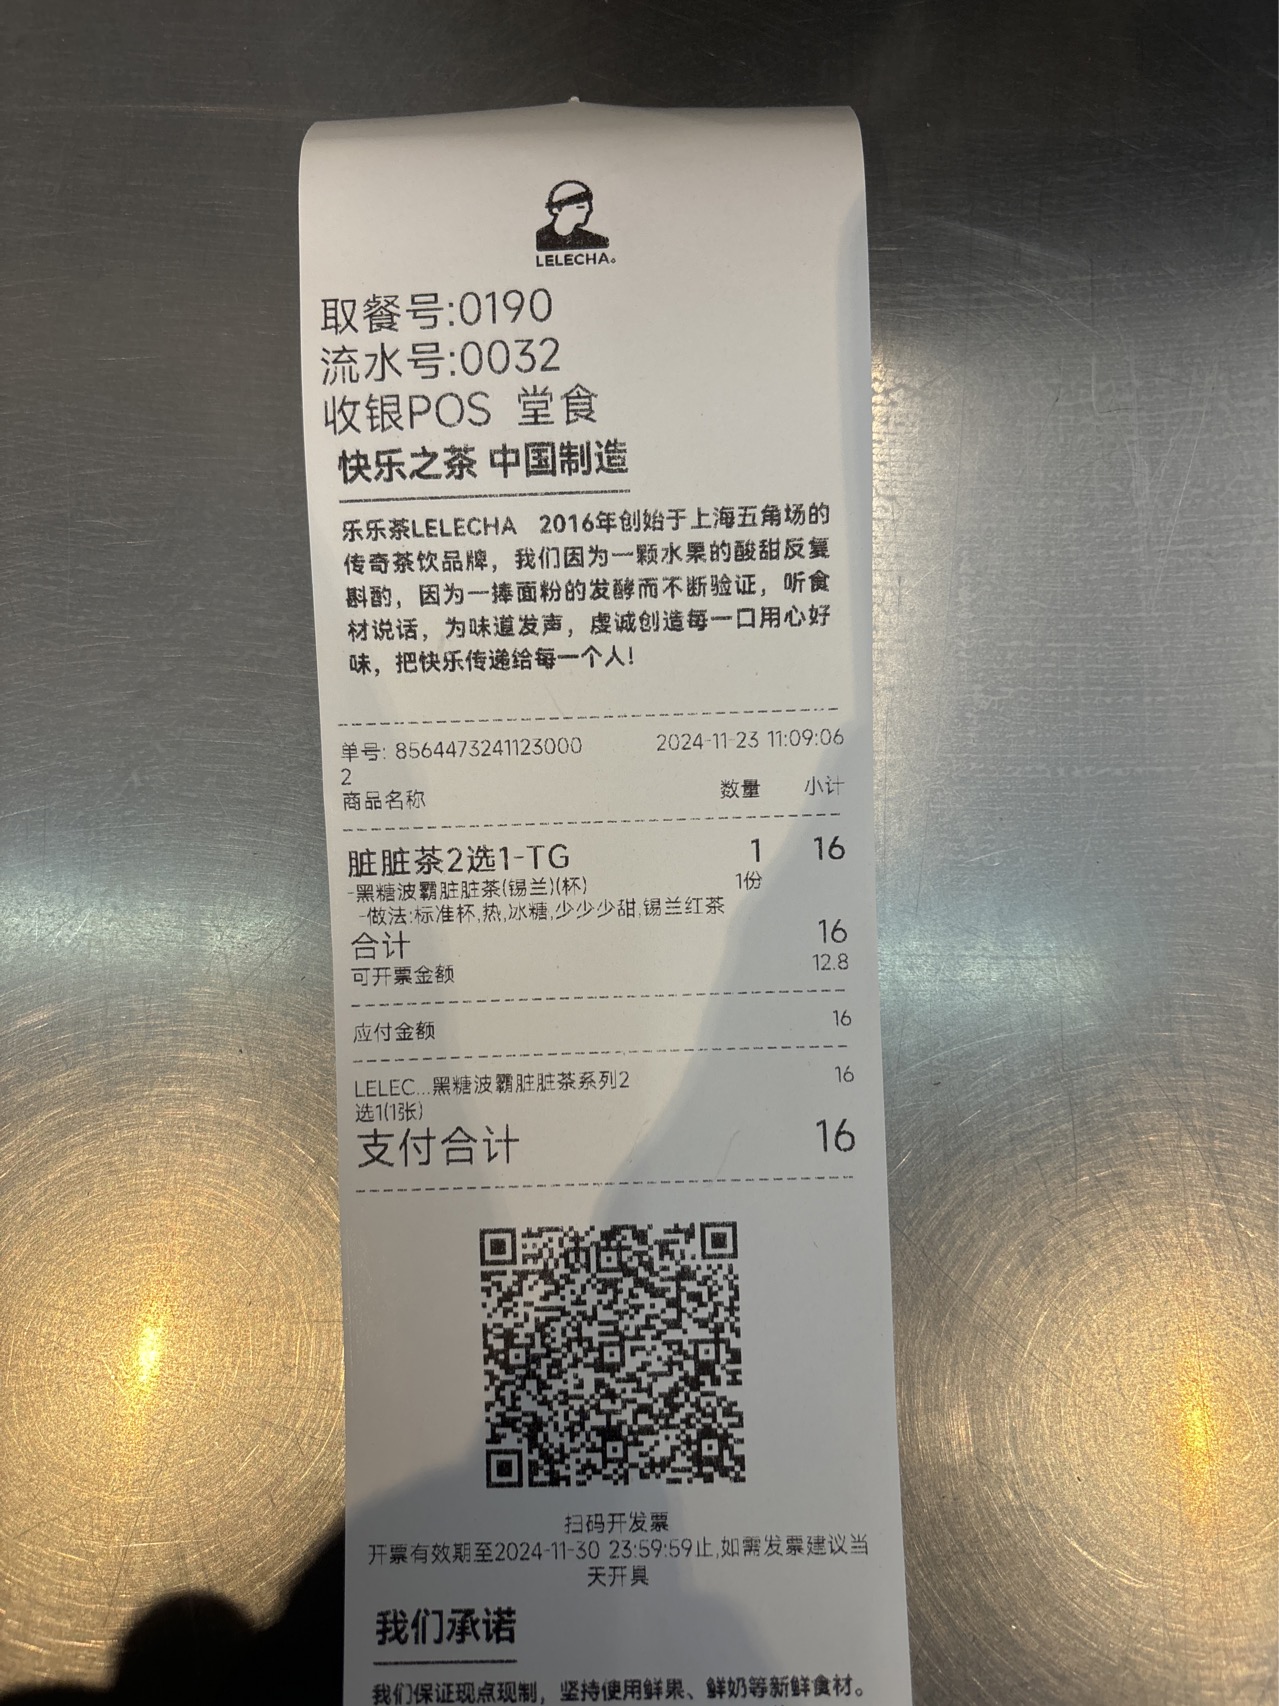 LELECHA。
取餐号:0190
流水号:0032
收银POS 堂食
快乐之茶 中国制造
乐乐茶LELECHA 2016年创始于上海五角场的
传奇茶饮品牌，我们因为一颗水果的酸甜反复
斟酌，因为一捧面粉的发酵而不断验证，听食
材说话，为味道发声，虔诚创造每一口用心好
味，把快乐传递给每一个人!
单号: 8564473241123000 2024-11-23 11:09:06
2
商品名称 数量 小计
脏脏茶2选1-TG 1 16
-黑糖波霸脏脏茶(锡兰)(杯) 1份
-做法:标准杯,热,冰糖,少少少甜,锡兰红茶
合计 16
可开票金额 12.8
应付金额 16
LELEC...黑糖波霸脏脏茶系列2 16
选1(1张)
支付合计 16
扫码开发票
开票有效期至2024-11-30 23:59:59止,如需发票建议当
天开具
我们承诺
我们保证现点现制，坚持使用鲜果、鲜奶等新鲜食材。